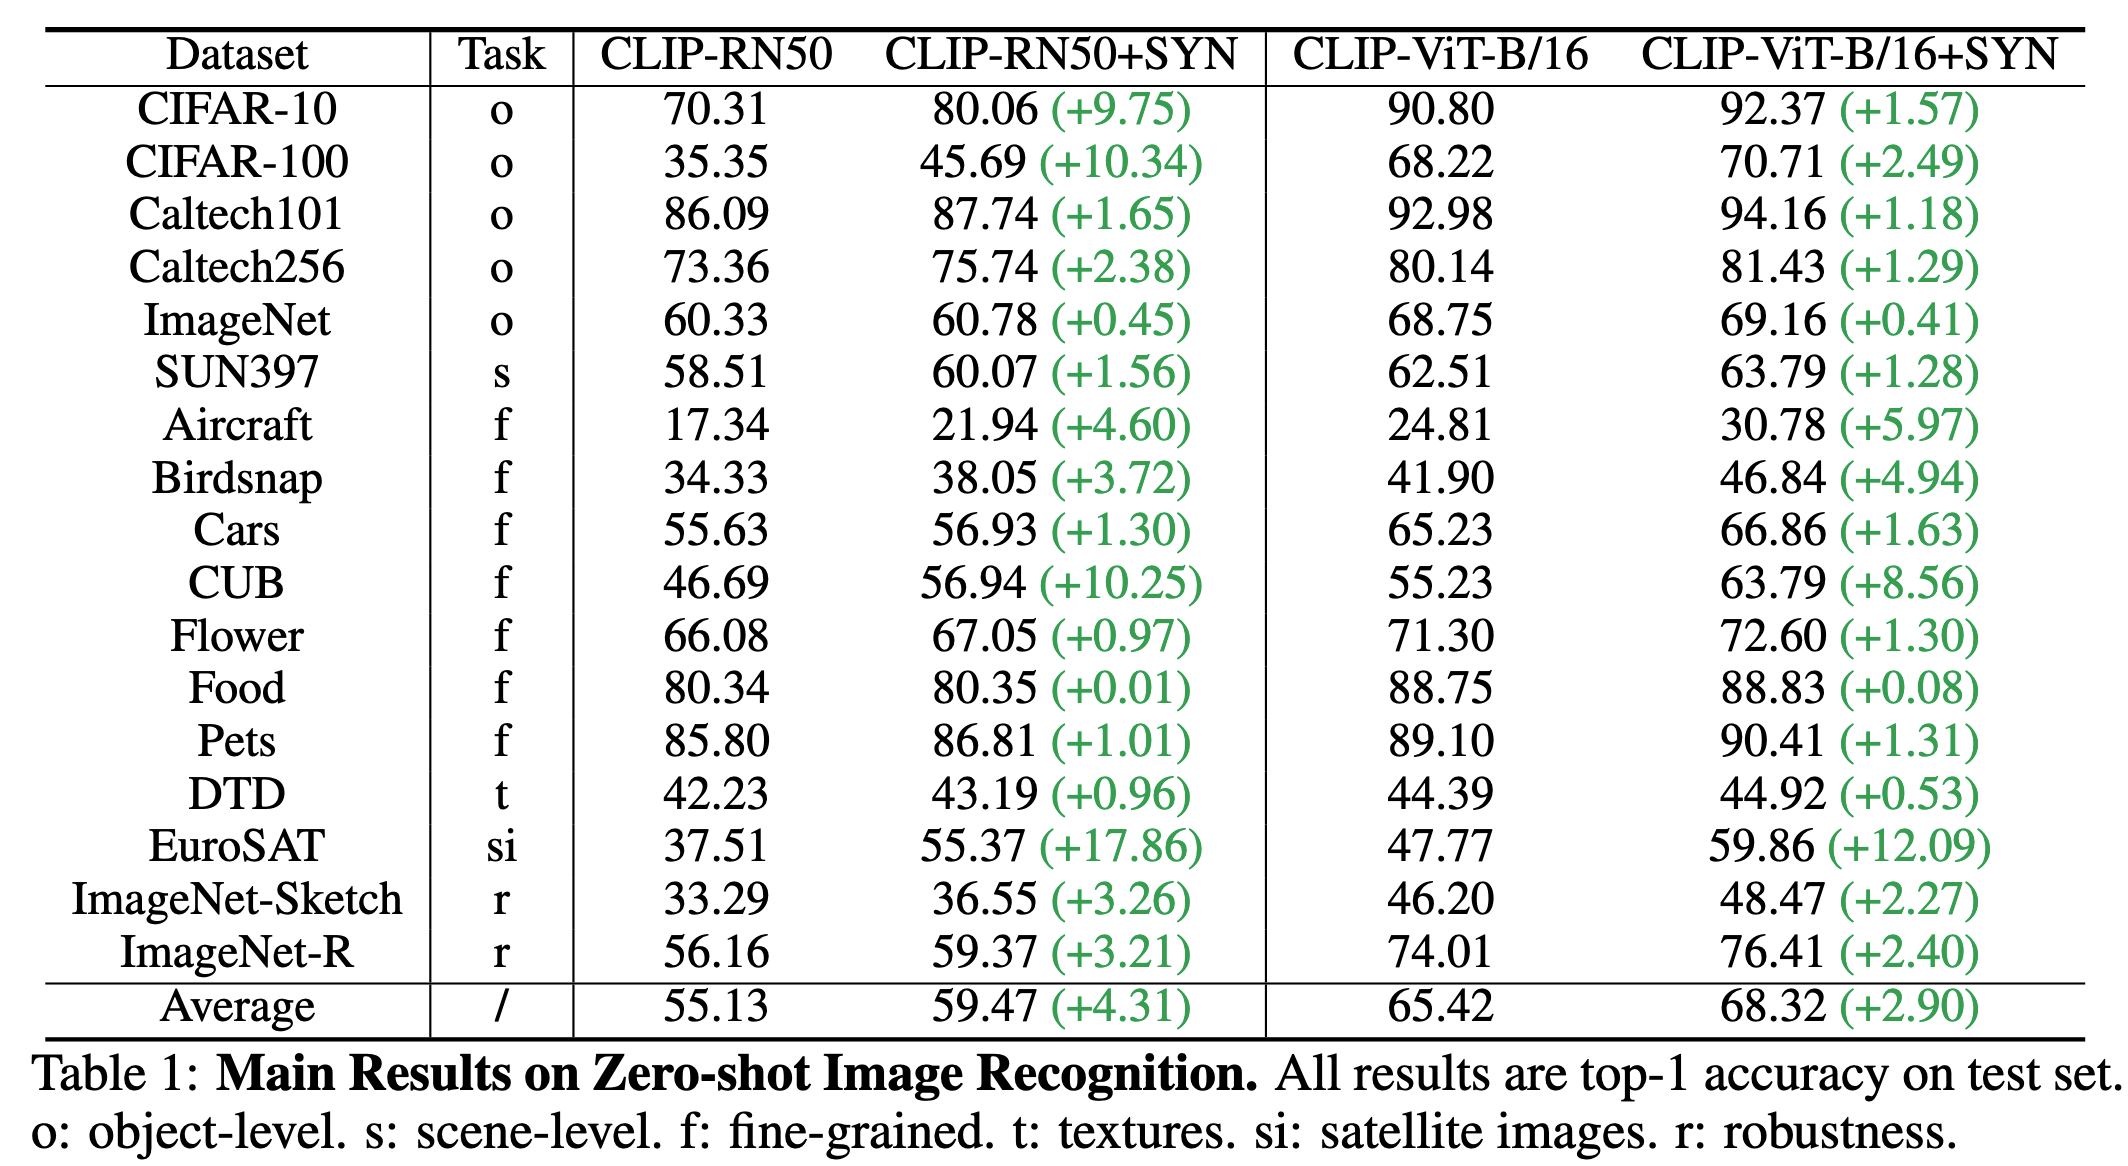 Dataset Task CLIP-RN50 CLIP-RN50+SYN CLIP-ViT-B/16 CLIP-ViT-B/16+SYN
CIFAR-10 o 70.31 80.06 (+9.75) 90.80 92.37 (+1.57)
CIFAR-100 o 35.35 45.69 (+10.34) 68.22 70.71 (+2.49)
Caltech101 o 86.09 87.74 (+1.65) 92.98 94.16 (+1.18)
Caltech256 o 73.36 75.74 (+2.38) 80.14 81.43 (+1.29)
ImageNet o 60.33 60.78 (+0.45) 68.75 69.16 (+0.41)
SUN397 s 58.51 60.07 (+1.56) 62.51 63.79 (+1.28)
Aircraft f 17.34 21.94 (+4.60) 24.81 30.78 (+5.97)
Birdsnap f 34.33 38.05 (+3.72) 41.90 46.84 (+4.94)
Cars f 55.63 56.93 (+1.30) 65.23 66.86 (+1.63)
CUB f 46.69 56.94 (+10.25) 55.23 63.79 (+8.56)
Flower f 66.08 67.05 (+0.97) 71.30 72.60 (+1.30)
Food f 80.34 80.35 (+0.01) 88.75 88.83 (+0.08)
Pets f 85.80 86.81 (+1.01) 89.10 90.41 (+1.31)
DTD t 42.23 43.19 (+0.96) 44.39 44.92 (+0.53)
EuroSAT si 37.51 55.37 (+17.86) 47.77 59.86 (+12.09)
ImageNet-Sketch r 33.29 36.55 (+3.26) 46.20 48.47 (+2.27)
ImageNet-R r 56.16 59.37 (+3.21) 74.01 76.41 (+2.40)
Average / 55.13 59.47 (+4.31) 65.42 68.32 (+2.90)
Table 1: Main Results on Zero-shot Image Recognition. All results are top-1 accuracy on test set.
o: object-level. s: scene-level. f: fine-grained. t: textures. si: satellite images. r: robustness.